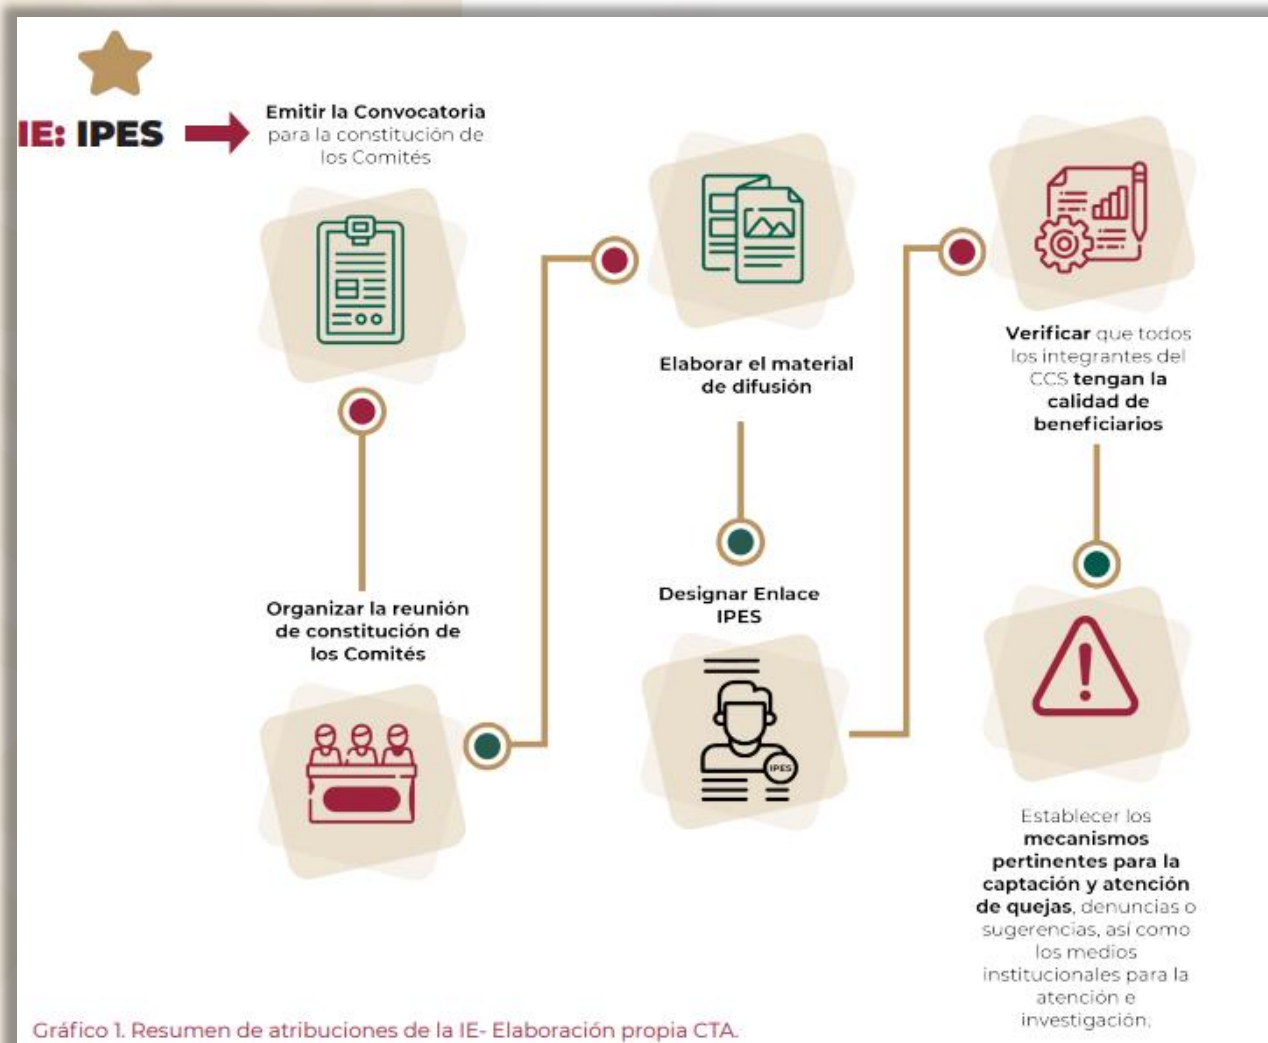 IE: IPES
Emitir la Convocatoria
para la constitución de
los Comités
Organizar la reunión
de constitución de
los Comités
Elaborar el material
de difusión
Designar Enlace
IPES
IPES
Verificar que todos
los integrantes del
CCS tengan la
calidad de
beneficiarios
Establecer los
mecanismos
pertinentes para la
captación y atención
de quejas, denuncias o
sugerencias, así como
los medios
institucionales para la
atención e
investigación.
Gráfico 1. Resumen de atribuciones de la IE- Elaboración propia CTA.